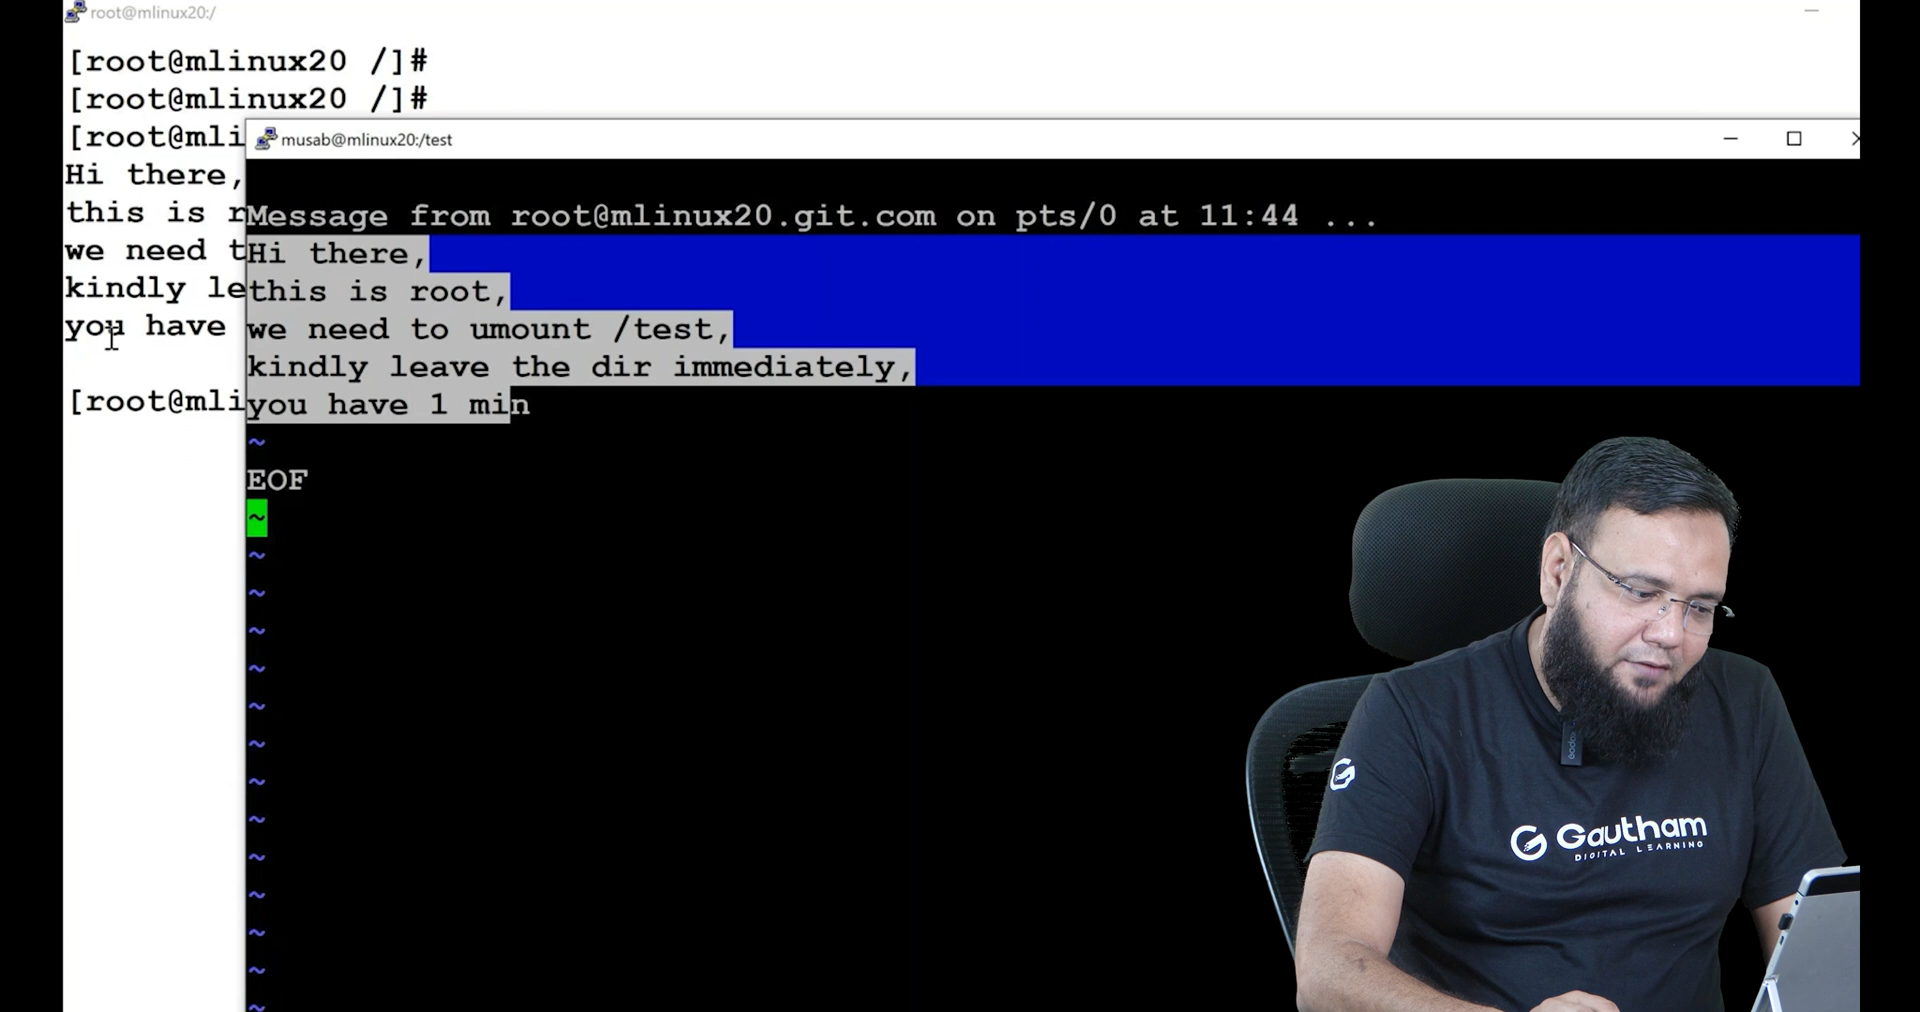 root@mlinux20:/
[root@mlinux20 /]#
[root@mlinux20 /]#
[root@mli
Hi there,
this is r
we need t
kindly le
you have
[root@mli
musab@mlinux20:/test
Message from root@mlinux20.git.com on pts/0 at 11:44 ...
Hi there,
this is root,
we need to umount /test,
kindly leave the dir immediately,
you have 1 min
~
EOF
~
~
~
~
~
~
~
~
~
~
~
~
~
~
G Gautham
DIGITAL LEARNING